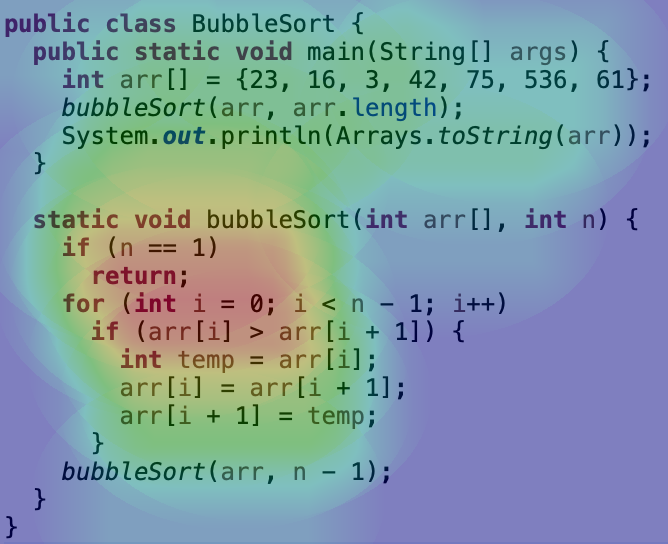 public class BubbleSort {
  public static void main(String[] args) {
    int arr[] = {23, 16, 3, 42, 75, 536, 61};
    bubbleSort(arr, arr.length);
    System.out.println(Arrays.toString(arr));
  }

  static void bubbleSort(int arr[], int n) {
    if (n == 1)
      return;
    for (int i = 0; i < n - 1; i++)
      if (arr[i] > arr[i + 1]) {
        int temp = arr[i];
        arr[i] = arr[i + 1];
        arr[i + 1] = temp;
      }
    bubbleSort(arr, n - 1);
  }
}